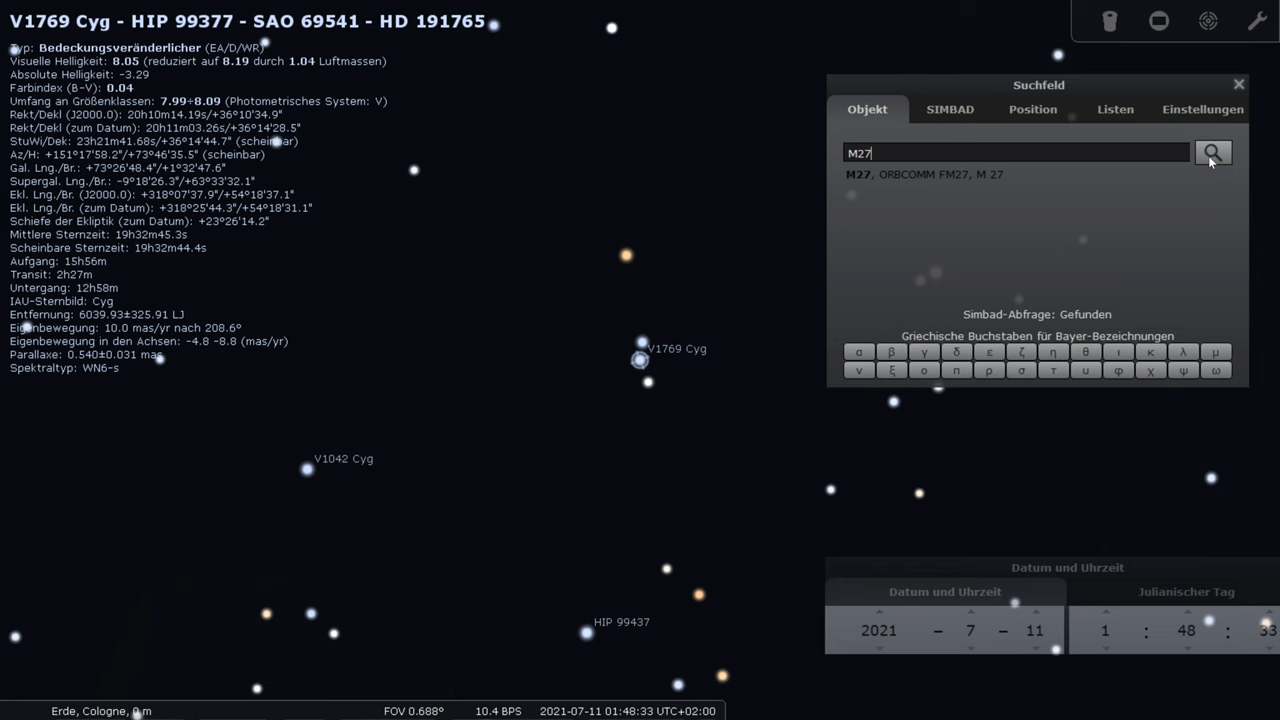 V1769 Cyg - HIP 99377 - SAO 69541 - HD 191765
Typ: Bedeckungsveränderlicher (EA/D/WR)
Visuelle Helligkeit: 8.05 (reduziert auf 8.19 durch 1.04 Luftmassen)
Absolute Helligkeit: -3.29
Farbindex (B-V): 0.04
Umfang an Größenklassen: 7.99÷8.09 (Photometrisches System: V)
Rekt/Dekl (J2000.0): 20h10m14.19s/+36°10'34.9"
Rekt/Dekl (zum Datum): 20h11m03.26s/+36°14'28.5"
StuWi/Dek: 23h21m41.68s/+36°14'44.7" (scheinbar)
Az/H: +151°17'58.2"/+73°46'35.5" (scheinbar)
Gal. Lng./Br.: +73°26'48.4"/+1°32'47.6"
Supergal. Lng./Br.: -9°18'26.3"/+63°33'32.1"
Ekl. Lng./Br. (J2000.0): +318°07'37.9"/+54°18'37.1"
Ekl. Lng./Br. (zum Datum): +318°25'44.3"/+54°18'31.1"
Schiefe der Ekliptik (zum Datum): +23°26'14.2"
Mittlere Sternzeit: 19h32m45.3s
Scheinbare Sternzeit: 19h32m44.4s
Aufgang: 15h56m
Transit: 2h27m
Untergang: 12h58m
IAU-Sternbild: Cyg
Entfernung: 6039.93±325.91 LJ
Eigenbewegung: 10.0 mas/yr nach 208.6°
Eigenbewegung in den Achsen: -4.8 -8.8 (mas/yr)
Parallaxe: 0.540±0.031 mas
Spektraltyp: WN6-s
V1769 Cyg
V1042 Cyg
HIP 99437
Suchfeld
Objekt SIMBAD Position Listen Einstellungen
M27
M27, ORBCOMM FM27, M 27
Simbad-Abfrage: Gefunden
Griechische Buchstaben für Bayer-Bezeichnungen
α β γ δ ε ζ η θ ι κ λ μ
ν ξ ο π ρ σ τ υ φ χ ψ ω
Datum und Uhrzeit
Datum und Uhrzeit Julianischer Tag
2021 - 7 - 11 1 : 48 : 33
Erde, Cologne, 0 m FOV 0.688° 10.4 BPS 2021-07-11 01:48:33 UTC+02:00